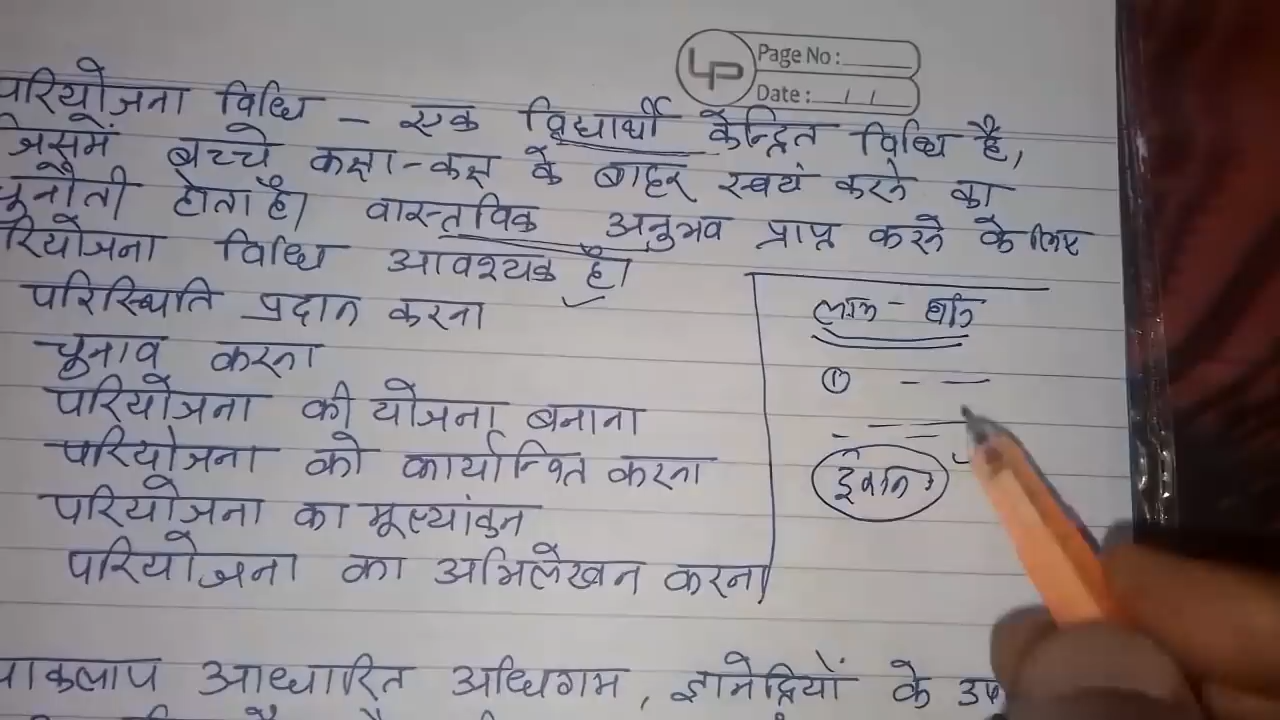 Page No:
Date:
परियोजना विधि – एक विद्यार्थी केन्द्रित विधि है,
जिसमें बच्चे कक्षा-कक्ष के बाहर स्वयं करने का
चुनौती होता है। वास्तविक अनुभव प्राप्त करने के लिए
रियोजना विधि आवश्यक है।
परिस्थिति प्रदान करना
चुनाव करना
परियोजना की योजना बनाना
परियोजना को कार्यान्वित करना
परियोजना का मूल्यांकन
परियोजना का अभिलेखन करना
लाभ - हानि
①
याकलाप आधारित अधिगम, ज्ञानेद्रियों के उप